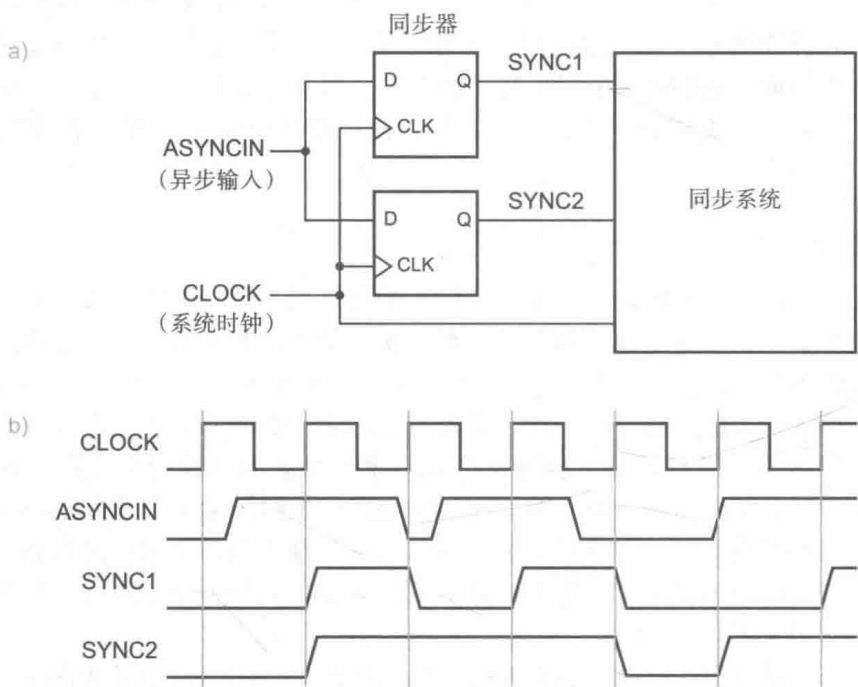 a)
同步器
D Q
CLK
SYNC1
ASYNCIN
（异步输入）
D Q
CLK
SYNC2
同步系统
CLOCK
（系统时钟）
b)
CLOCK
ASYNCIN
SYNC1
SYNC2